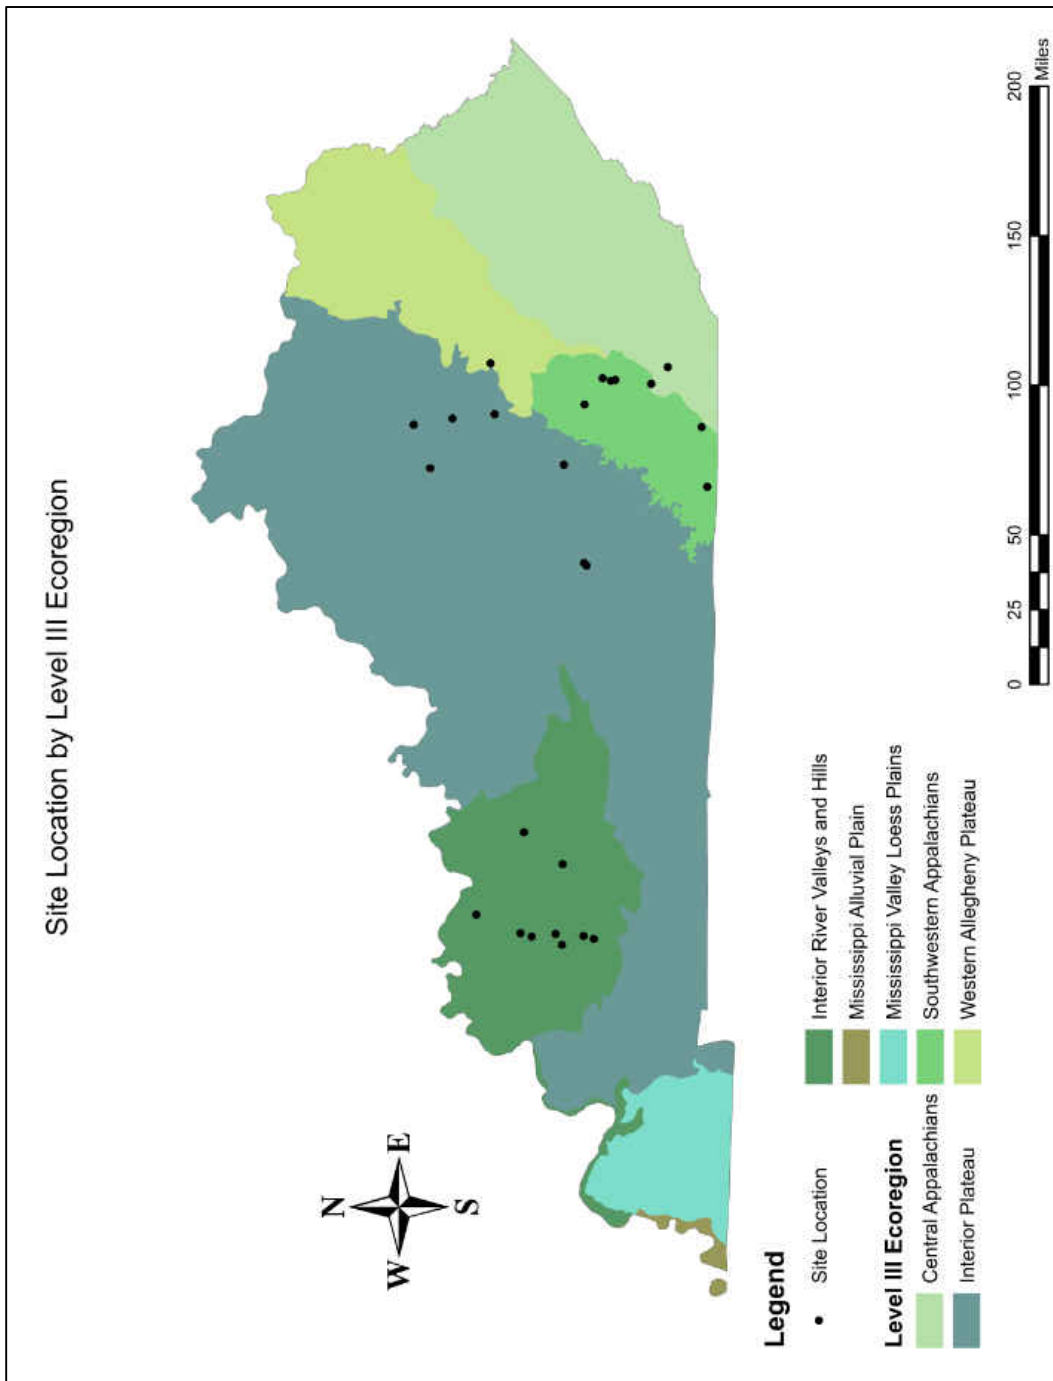 Site Location by Level III Ecoregion
N
W
E
S
Legend
Site Location
Level III Ecoregion
Central Appalachians
Interior Plateau
Interior River Valleys and Hills
Mississippi Alluvial Plain
Mississippi Valley Loess Plains
Southwestern Appalachians
Western Allegheny Plateau
0 25 50 100 150 200
Miles